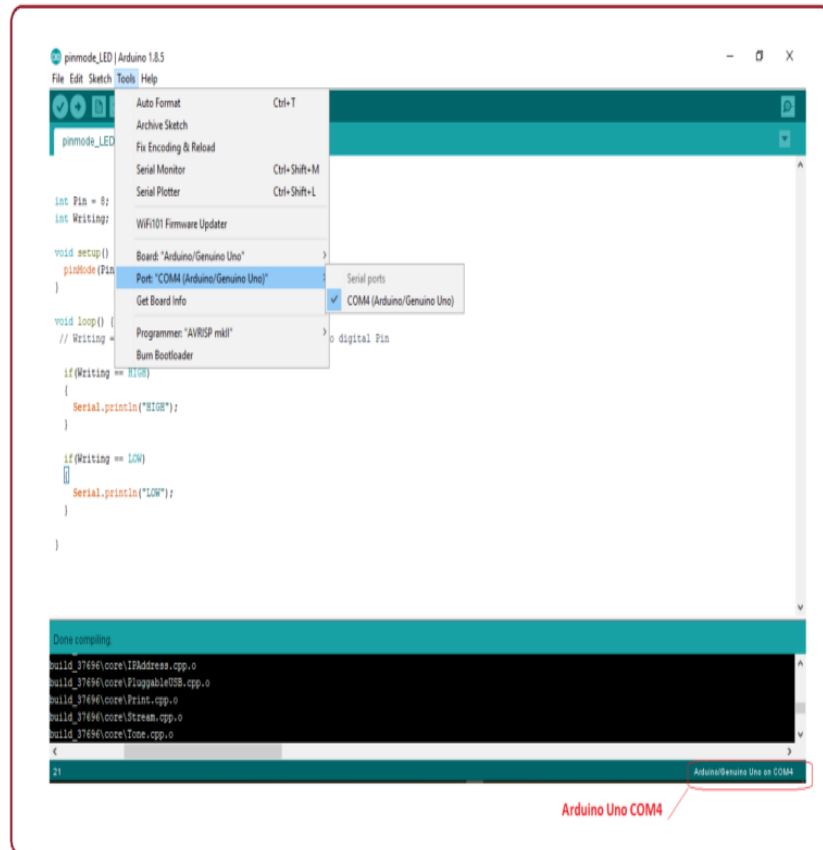 pinmode_LED | Arduino 1.8.5
File Edit Sketch Tools Help
pinmode_LED
Auto Format Ctrl+T
Archive Sketch
Fix Encoding & Reload
Serial Monitor Ctrl+Shift+M
Serial Plotter Ctrl+Shift+L
WiFi101 Firmware Updater
Board: "Arduino/Genuino Uno"
Port: "COM4 (Arduino/Genuino Uno)"
Get Board Info
Programmer: "AVRISP mkII"
Burn Bootloader
Serial ports
COM4 (Arduino/Genuino Uno)
int Pin = 8;
int Writing;
void setup()
pinMode(Pin
}
void loop() {
// Writing = o digital Pin
if(Writing == HIGH)
{
Serial.println("HIGH");
}
if(Writing == LOW)
{
Serial.println("LOW");
}
}
Done compiling.
build_37696\core\IPAddress.cpp.o
build_37696\core\PluggableUSB.cpp.o
build_37696\core\Print.cpp.o
build_37696\core\Stream.cpp.o
build_37696\core\Tone.cpp.o
21 Arduino/Genuino Uno on COM4
Arduino Uno COM4